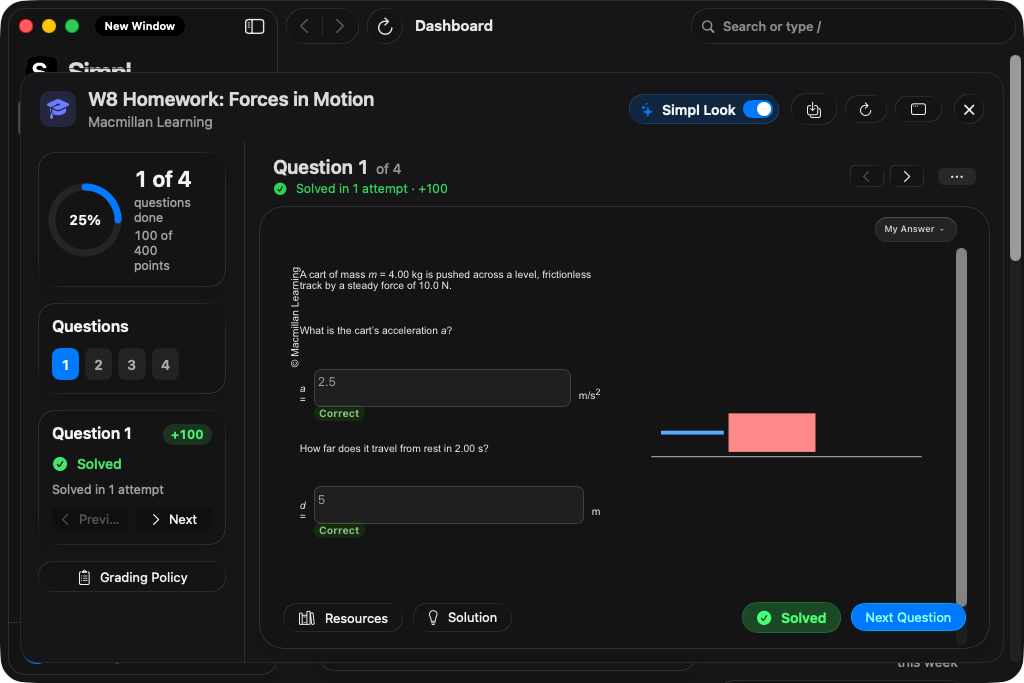 New Window
Dashboard
Search or type /
Simpl
W8 Homework: Forces in Motion
Macmillan Learning
Simpl Look
25%
1 of 4
questions
done
100 of
400
points
Questions
1
2
3
4
Question 1
+100
Solved
Solved in 1 attempt
Previ...
Next
Grading Policy
Question 1 of 4
Solved in 1 attempt · +100
My Answer
© Macmillan Learning
A cart of mass m = 4.00 kg is pushed across a level, frictionless
track by a steady force of 10.0 N.
What is the cart's acceleration a?
a
=
2.5
m/s²
Correct
How far does it travel from rest in 2.00 s?
d
=
5
m
Correct
Resources
Solution
Solved
Next Question
this week